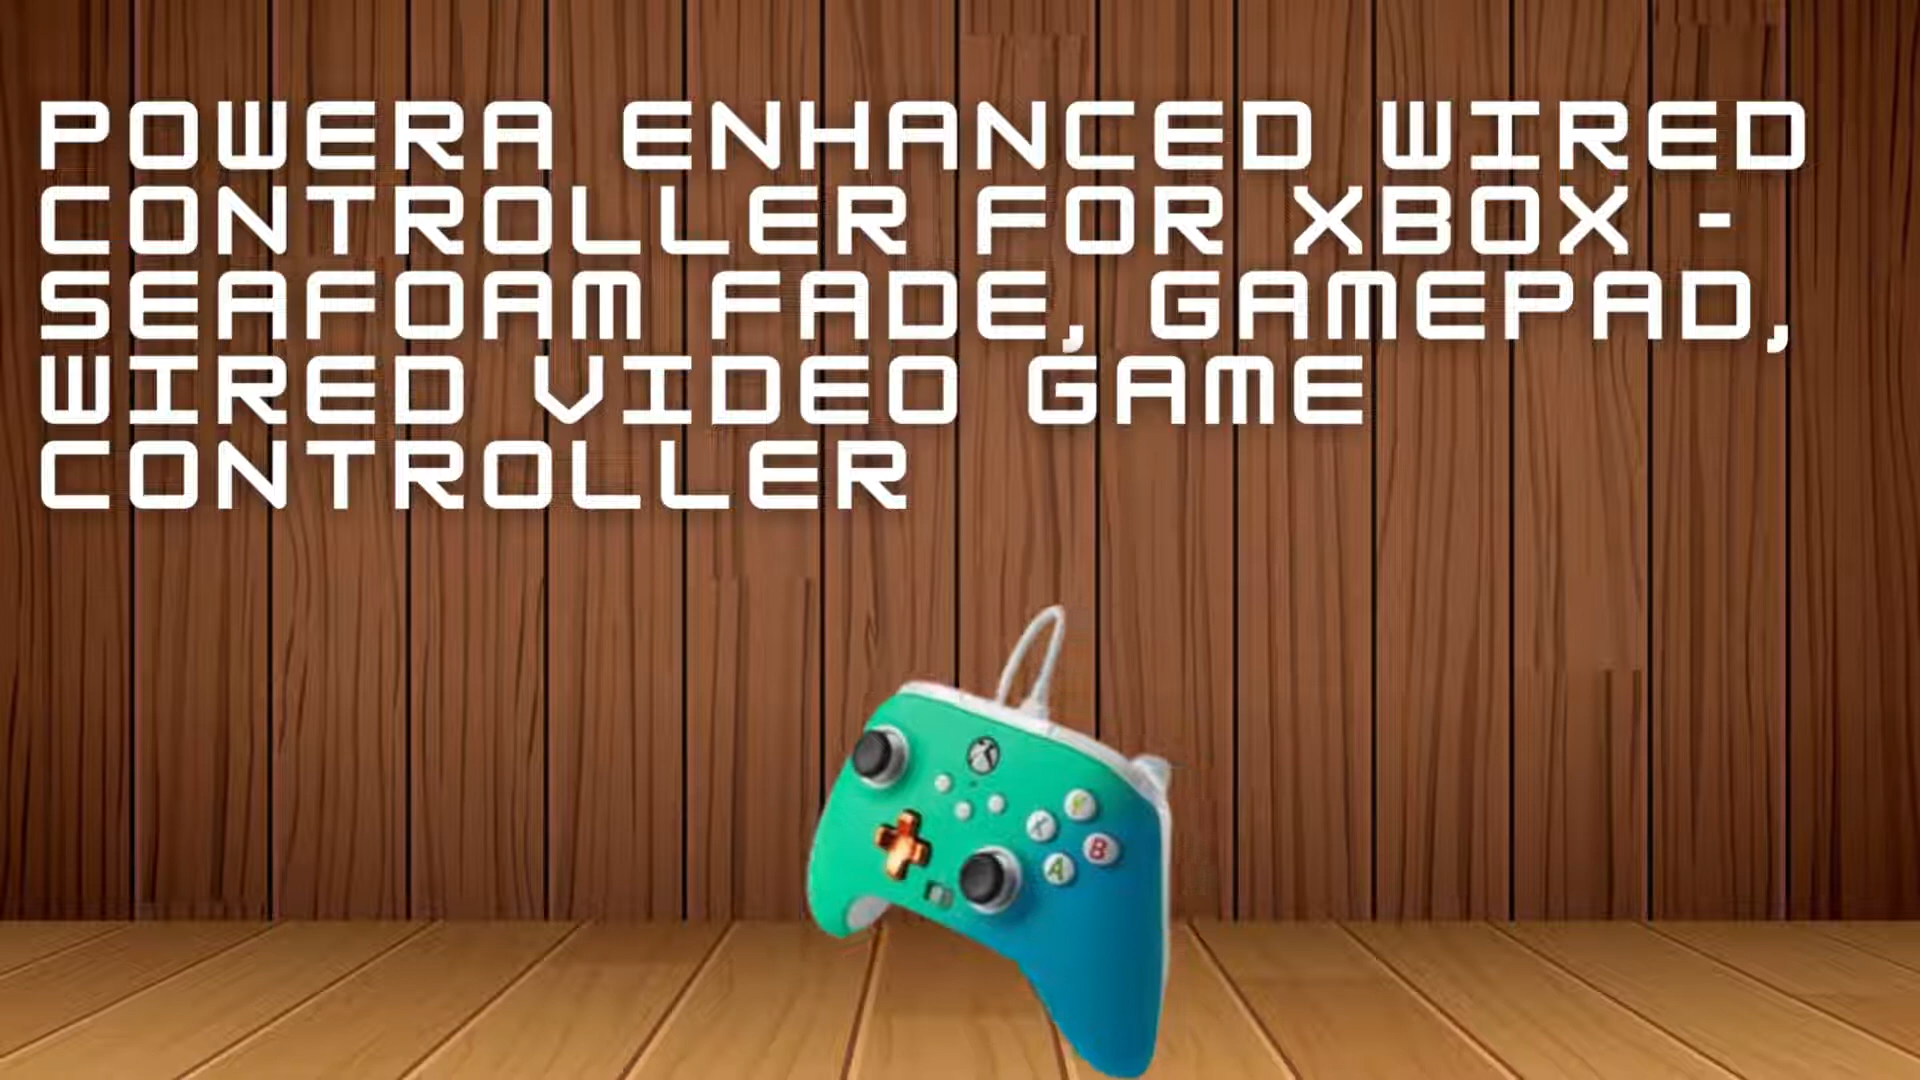 POWERA ENHANCED WIRED
CONTROLLER FOR XBOX -
SEAFOAM FADE, GAMEPAD,
WIRED VIDEO GAME
CONTROLLER
Y
X
B
A